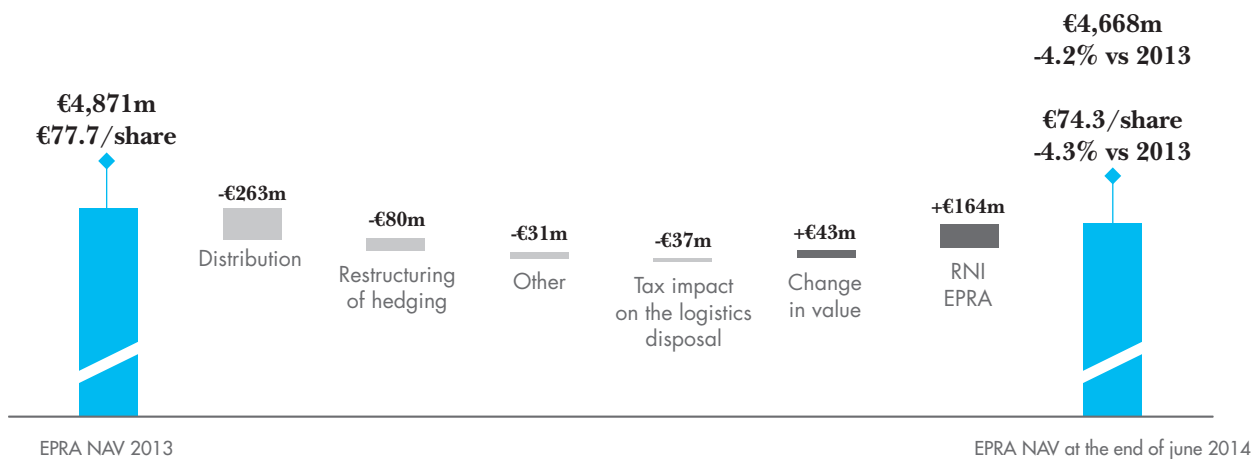 €4,871m
€77.7/share
-€263m
Distribution
-€80m
Restructuring
of hedging
-€31m
Other
-€37m
Tax impact
on the logistics
disposal
+€43m
Change
in value
+€164m
RNI
EPRA
€4,668m
-4.2% vs 2013
€74.3/share
-4.3% vs 2013
EPRA NAV 2013
EPRA NAV at the end of june 2014